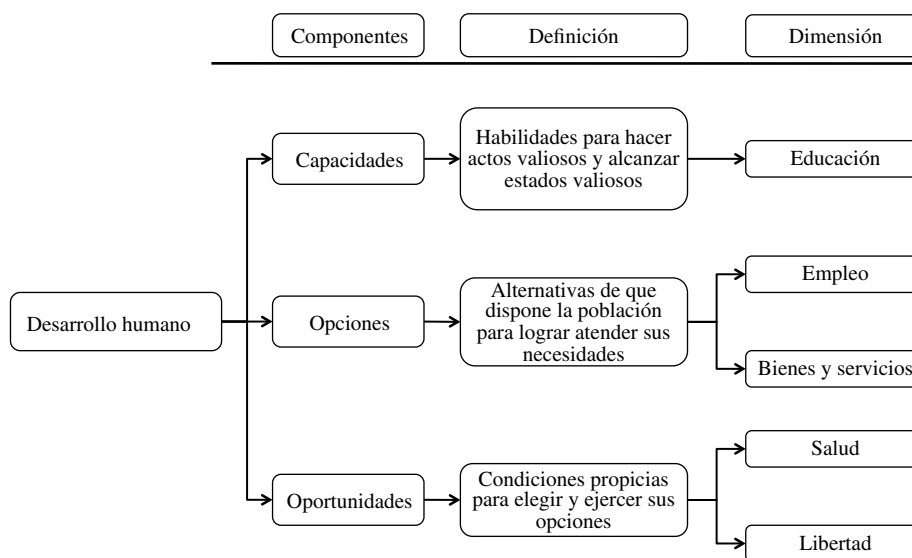 Componentes
Definición
Dimensión
Capacidades
Habilidades para hacer
actos valiosos y alcanzar
estados valiosos
Educación
Desarrollo humano
Opciones
Alternativas de que
dispone la población
para lograr atender sus
necesidades
Empleo
Bienes y servicios
Oportunidades
Condiciones propicias
para elegir y ejercer sus
opciones
Salud
Libertad